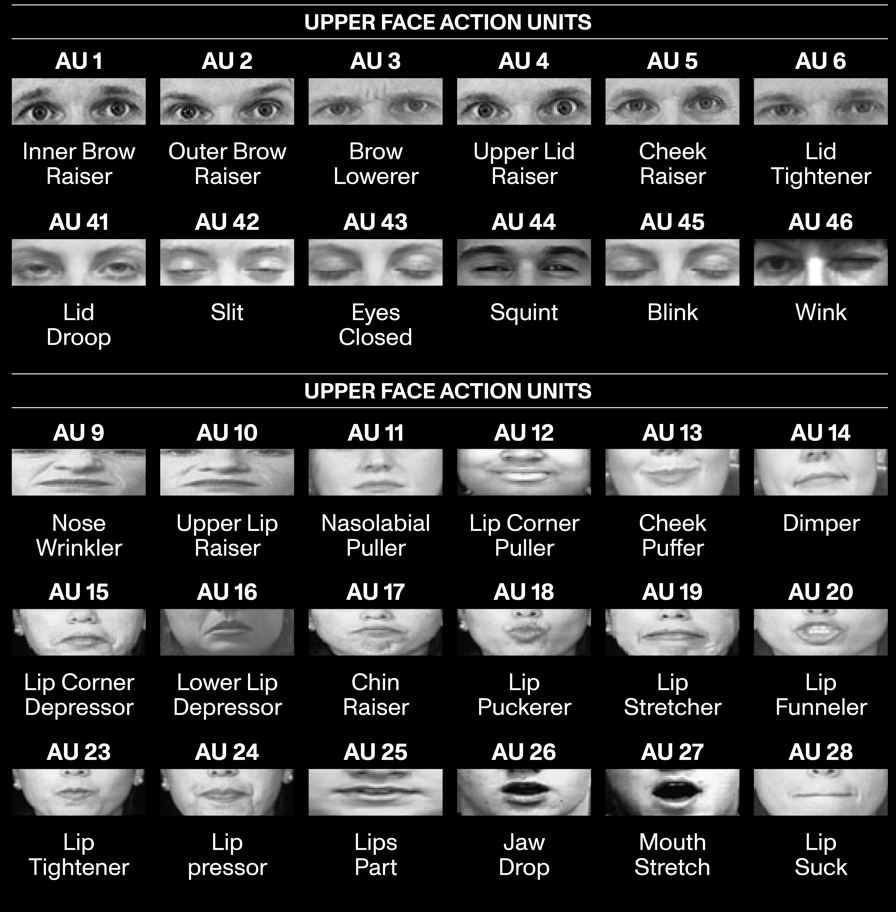 UPPER FACE ACTION UNITS
AU 1 AU 2 AU 3 AU 4 AU 5 AU 6
Inner Brow Outer Brow Brow Upper Lid Cheek Lid
Raiser Raiser Lowerer Raiser Raiser Tightener
AU 41 AU 42 AU 43 AU 44 AU 45 AU 46
Lid Slit Eyes Squint Blink Wink
Droop Closed
UPPER FACE ACTION UNITS
AU 9 AU 10 AU 11 AU 12 AU 13 AU 14
Nose Upper Lip Nasolabial Lip Corner Cheek Dimper
Wrinkler Raiser Puller Puller Puffer
AU 15 AU 16 AU 17 AU 18 AU 19 AU 20
Lip Corner Lower Lip Chin Lip Lip Lip
Depressor Depressor Raiser Puckerer Stretcher Funneler
AU 23 AU 24 AU 25 AU 26 AU 27 AU 28
Lip Lip Lips Jaw Mouth Lip
Tightener pressor Part Drop Stretch Suck